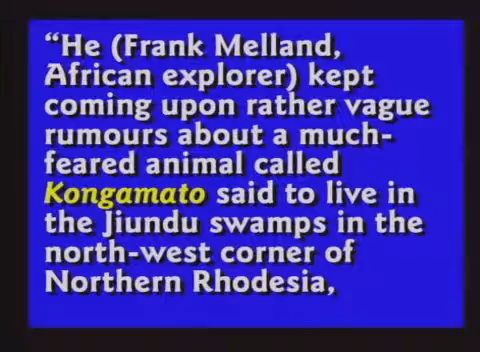 “He (Frank Melland,
African explorer) kept
coming upon rather vague
rumours about a much-
feared animal called
Kongamato said to live in
the Jiundu swamps in the
north-west corner of
Northern Rhodesia,